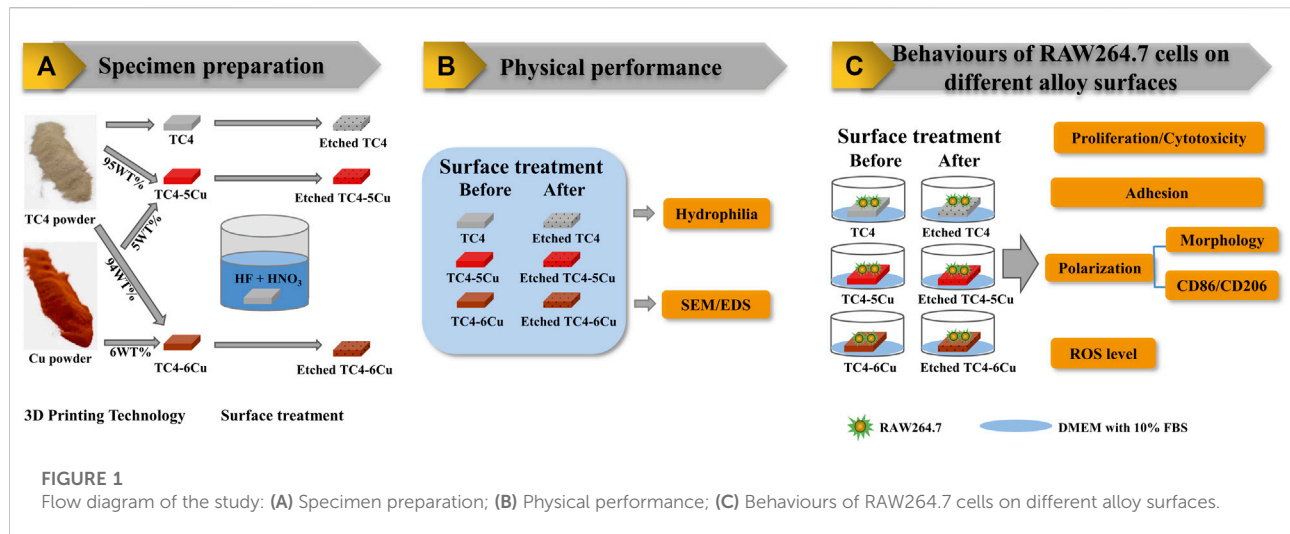 A
Specimen preparation
TC4 powder
Cu powder
95WT%
5WT%
94WT%
6WT%
TC4
Etched TC4
TC4-5Cu
Etched TC4-5Cu
HF + HNO₃
TC4-6Cu
Etched TC4-6Cu
3D Printing Technology
Surface treatment
B
Physical performance
Surface treatment
Before
After
TC4
Etched TC4
TC4-5Cu
Etched TC4-5Cu
TC4-6Cu
Etched TC4-6Cu
Hydrophilia
SEM/EDS
C
Behaviours of RAW264.7 cells on
different alloy surfaces
Surface treatment
Before
After
TC4
Etched TC4
TC4-5Cu
Etched TC4-5Cu
TC4-6Cu
Etched TC4-6Cu
Proliferation/Cytotoxicity
Adhesion
Polarization
Morphology
CD86/CD206
ROS level
RAW264.7
DMEM with 10% FBS
FIGURE 1
Flow diagram of the study: (A) Specimen preparation; (B) Physical performance; (C) Behaviours of RAW264.7 cells on different alloy surfaces.